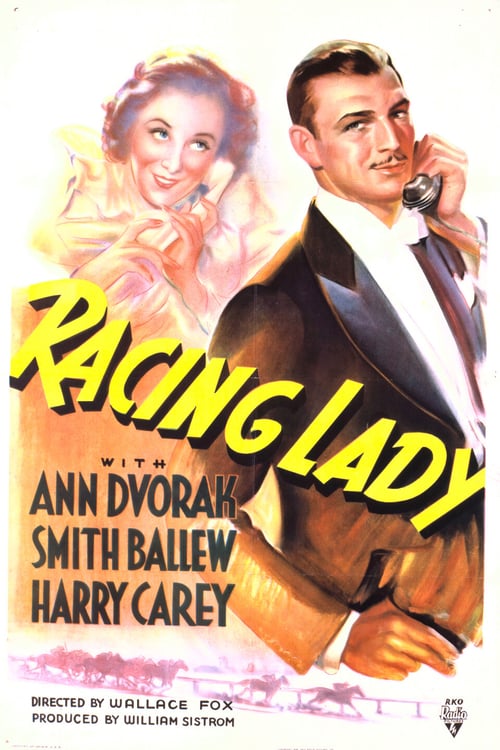 RACING LADY
WITH
ANN DVORAK
SMITH BALLEW
HARRY CAREY
DIRECTED BY WALLACE FOX
PRODUCED BY WILLIAM SISTROM
RKO
Radio